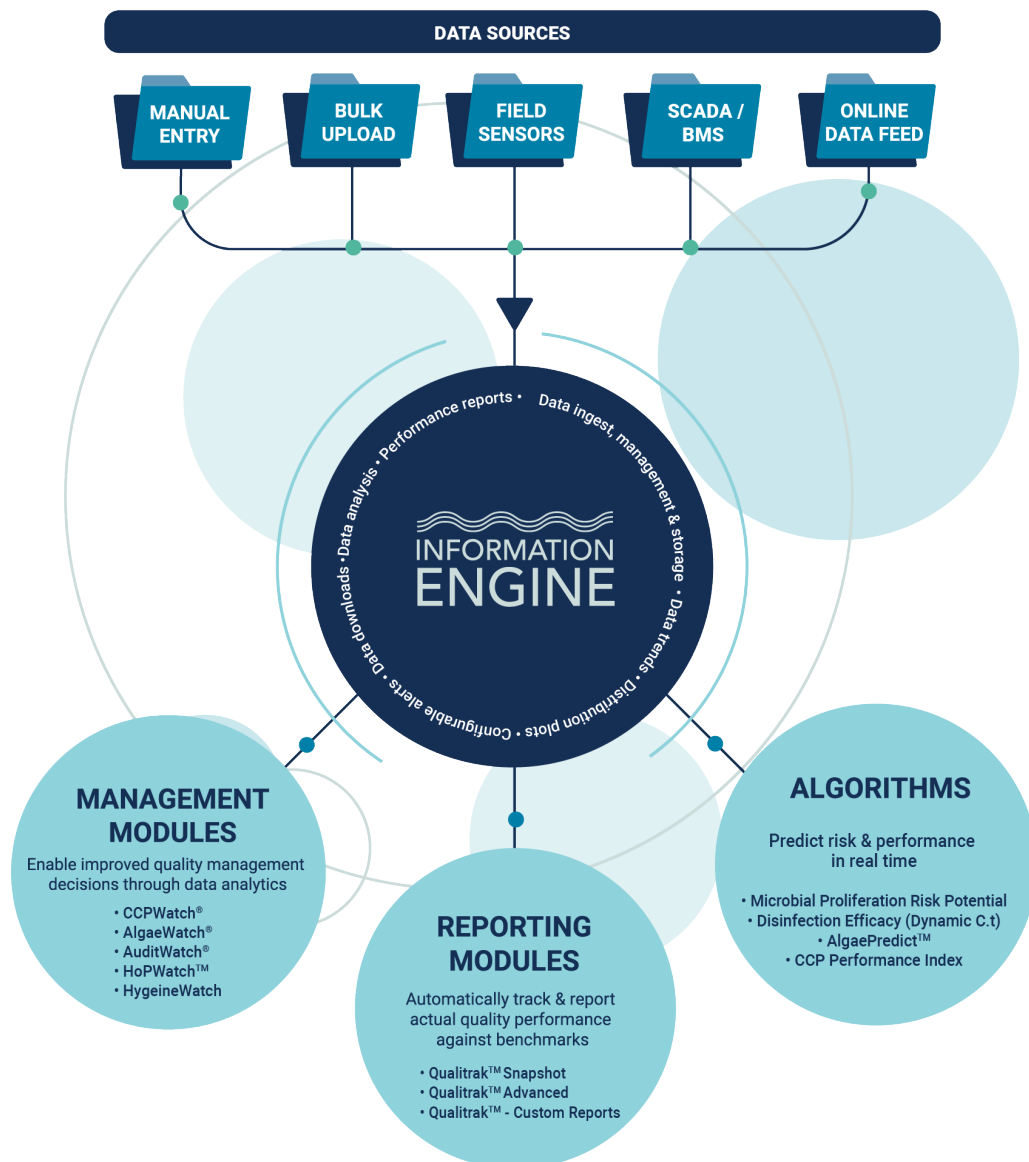 DATA SOURCES
MANUAL
ENTRY
BULK
UPLOAD
FIELD
SENSORS
SCADA /
BMS
ONLINE
DATA FEED
Data ingest, management & storage • Data trends • Distribution plots • Configurable alerts • Data downloads • Data analysis • Performance reports •
INFORMATION
ENGINE
MANAGEMENT
MODULES
Enable improved quality management
decisions through data analytics
• CCPWatch®
• AlgaeWatch®
• AuditWatch®
• HoPWatch™
• HygeineWatch
REPORTING
MODULES
Automatically track & report
actual quality performance
against benchmarks
• Qualitrak™ Snapshot
• Qualitrak™ Advanced
• Qualitrak™ - Custom Reports
ALGORITHMS
Predict risk & performance
in real time
• Microbial Proliferation Risk Potential
• Disinfection Efficacy (Dynamic C.t)
• AlgaePredict™
• CCP Performance Index